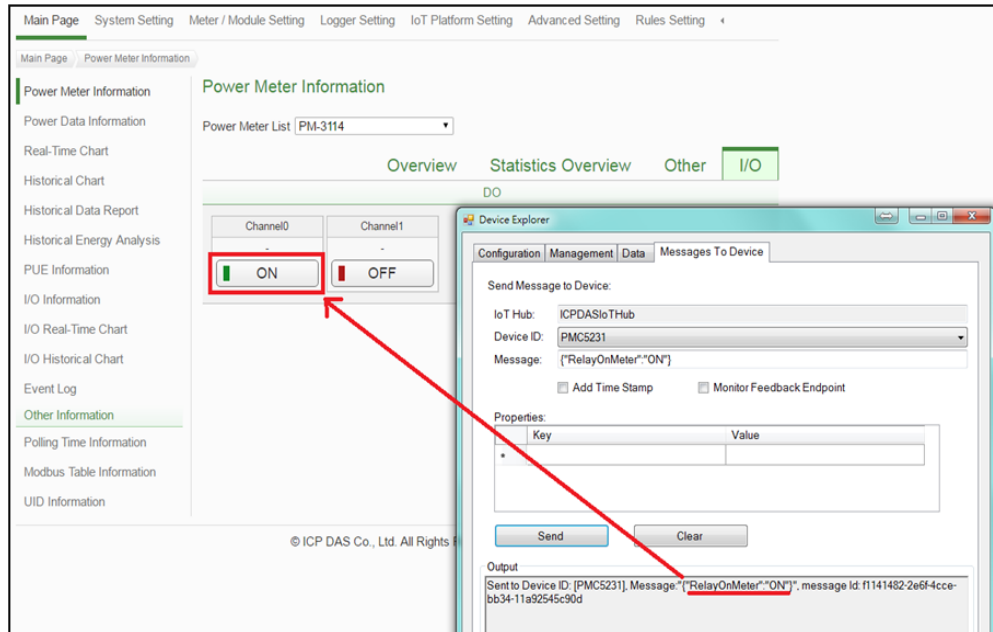 Main Page System Setting Meter / Module Setting Logger Setting IoT Platform Setting Advanced Setting Rules Setting
Main Page Power Meter Information
Power Meter Information
Power Data Information
Real-Time Chart
Historical Chart
Historical Data Report
Historical Energy Analysis
PUE Information
I/O Information
I/O Real-Time Chart
I/O Historical Chart
Event Log
Other Information
Polling Time Information
Modbus Table Information
UID Information
Power Meter Information
Power Meter List PM-3114
Overview Statistics Overview Other I/O
DO
Channel0 Channel1
- -
ON OFF
© ICP DAS Co., Ltd. All Rights
Device Explorer
Configuration Management Data Messages To Device
Send Message to Device:
IoT Hub: ICPDASIoTHub
Device ID: PMC5231
Message: {"RelayOnMeter":"ON"}
Add Time Stamp Monitor Feedback Endpoint
Properties:
Key Value
Send Clear
Output
Sent to Device ID: [PMC5231], Message:"{"RelayOnMeter":"ON"}", message Id: f1141482-2e6f-4cce-
bb34-11a92545c90d